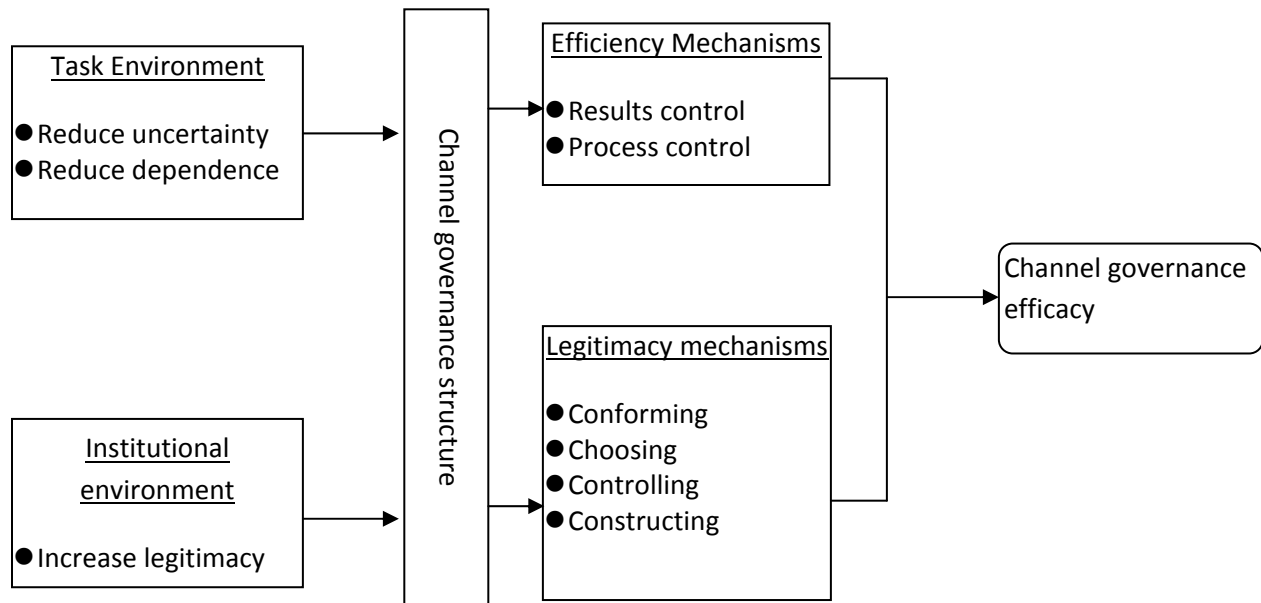 Task Environment
● Reduce uncertainty
● Reduce dependence
Institutional
environment
● Increase legitimacy
Channel governance structure
Efficiency Mechanisms
● Results control
● Process control
Legitimacy mechanisms
● Conforming
● Choosing
● Controlling
● Constructing
Channel governance
efficacy